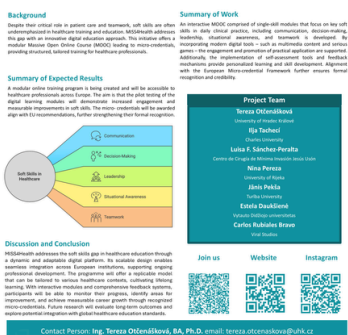 Background
Despite their critical role in patient care and teamwork, soft skills are often
underemphasized in healthcare training and education. MISS4Health addresses
this gap with an innovative digital education approach. This initiative offers a
modular Massive Open Online Course (MOOC) leading to micro-credentials,
providing structured, tailored training for healthcare professionals.
Summary of Expected Results
A modular online training program is being created and will be accessible to
healthcare professionals across Europe. The aim is that the pilot testing of the
digital learning modules will demonstrate increased engagement and
measurable improvements in soft skills. The micro-credentials will be awarded
align with EU recommendations, further strengthening their formal recognition.
Soft Skills in
Healthcare
Communication
Decision-Making
Leadership
Situational Awareness
Teamwork
Discussion and Conclusion
MISS4Health addresses the soft skills gap in healthcare education through
a dynamic and adaptable digital platform. Its scalable design enables
seamless integration across European institutions, supporting ongoing
professional development. The programme will offer a replicable model
that can be tailored to various healthcare contexts, cultivating lifelong
learning. With interactive modules and comprehensive feedback systems,
participants will be able to monitor their progress, identify areas for
improvement, and achieve measurable career growth through recognized
micro-credentials. Future research will evaluate long-term outcomes and
explore potential integration with global healthcare education standards.
Summary of Work
An interactive MOOC comprised of single-skill modules that focus on key soft
skills in daily clinical practice, including communication, decision-making,
leadership, situational awareness, and teamwork is developed. By
incorporating modern digital tools – such as multimedia content and serious
games – the engagement and promotion of practical application are supported.
Additionally, the implementation of self-assessment tools and feedback
mechanisms provide personalised learning and skill development. Alignment
with the European Micro-credential Framework further ensures formal
recognition and credibility.
Project Team
Tereza Otčenášková
University of Hradec Králové
Ilja Tacheci
Charles University
Luisa F. Sánchez-Peralta
Centro de Cirugía de Mínima Invasión Jesús Usón
Nina Pereza
University of Rijeka
Jānis Pekša
Turiba University
Estela Daukšienė
Vytauto Didžiojo universitetas
Carlos Rubiales Bravo
Viral Studios
Join us
Website
Instagram
Contact Person: Ing. Tereza Otčenášková, BA, Ph.D. email: tereza.otcenaskova@uhk.cz